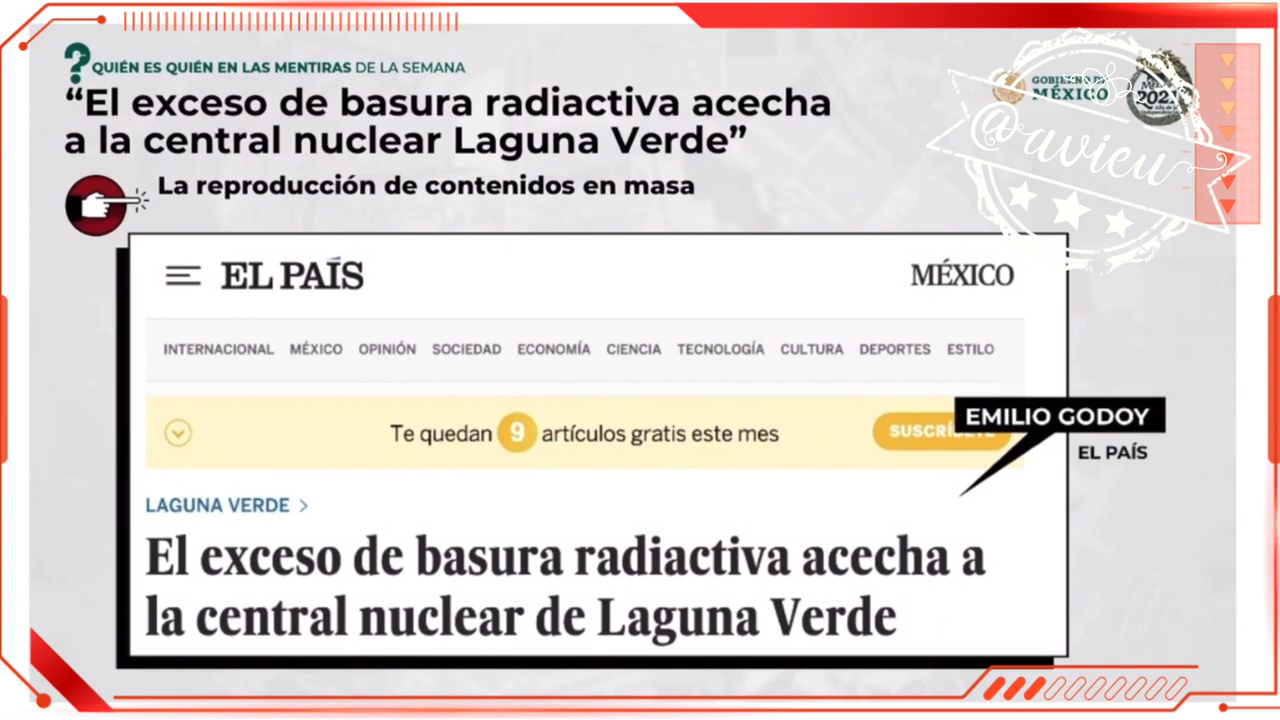 QUIÉN ES QUIÉN EN LAS MENTIRAS DE LA SEMANA
“El exceso de basura radiactiva acecha
a la central nuclear Laguna Verde”
La reproducción de contenidos en masa
GOBIERNO DE
MÉXICO
2021
@avieu
EL PAÍS
MÉXICO
INTERNACIONAL MÉXICO OPINIÓN SOCIEDAD ECONOMÍA CIENCIA TECNOLOGÍA CULTURA DEPORTES ESTILO
Te quedan 9 artículos gratis este mes
SUSCRÍBETE
EMILIO GODOY
EL PAÍS
LAGUNA VERDE >
El exceso de basura radiactiva acecha a
la central nuclear de Laguna Verde